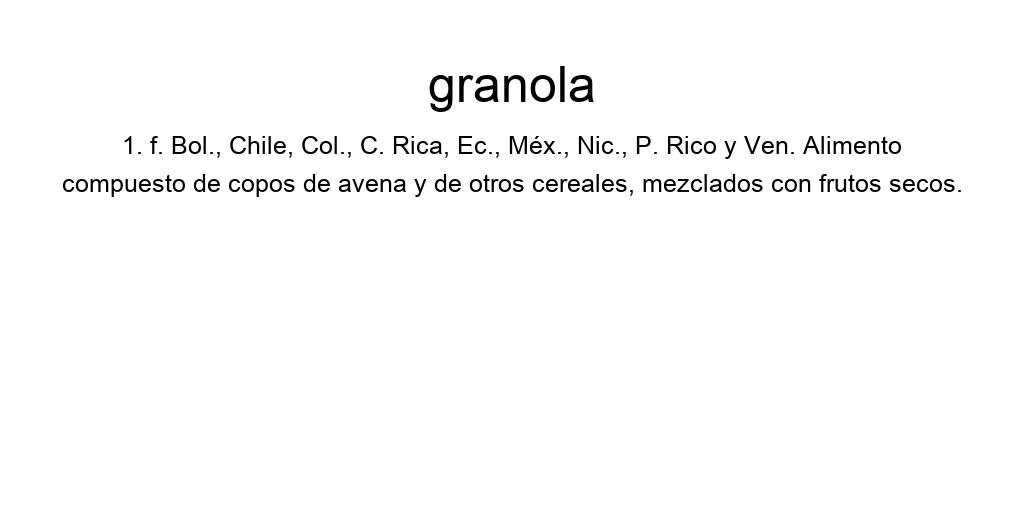 granola
1. f. Bol., Chile, Col., C. Rica, Ec., Méx., Nic., P. Rico y Ven. Alimento
compuesto de copos de avena y de otros cereales, mezclados con frutos secos.